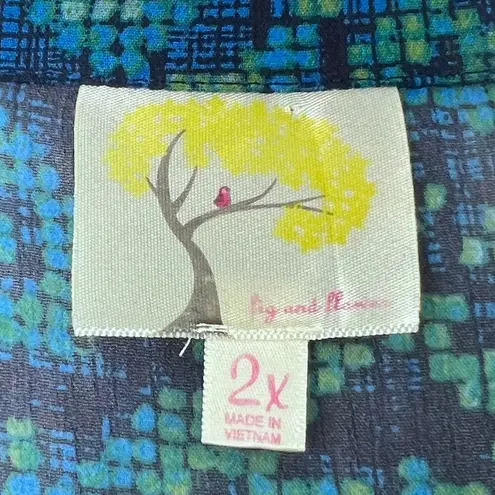 fig and flower
2X
MADE IN
VIETNAM